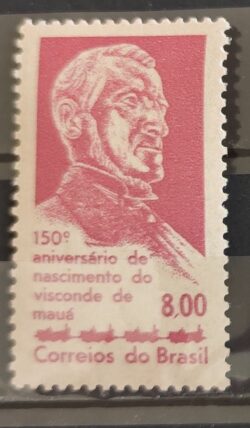 150º
aniversário de
nascimento do
visconde de
mauá
8,00
Correios do Brasil